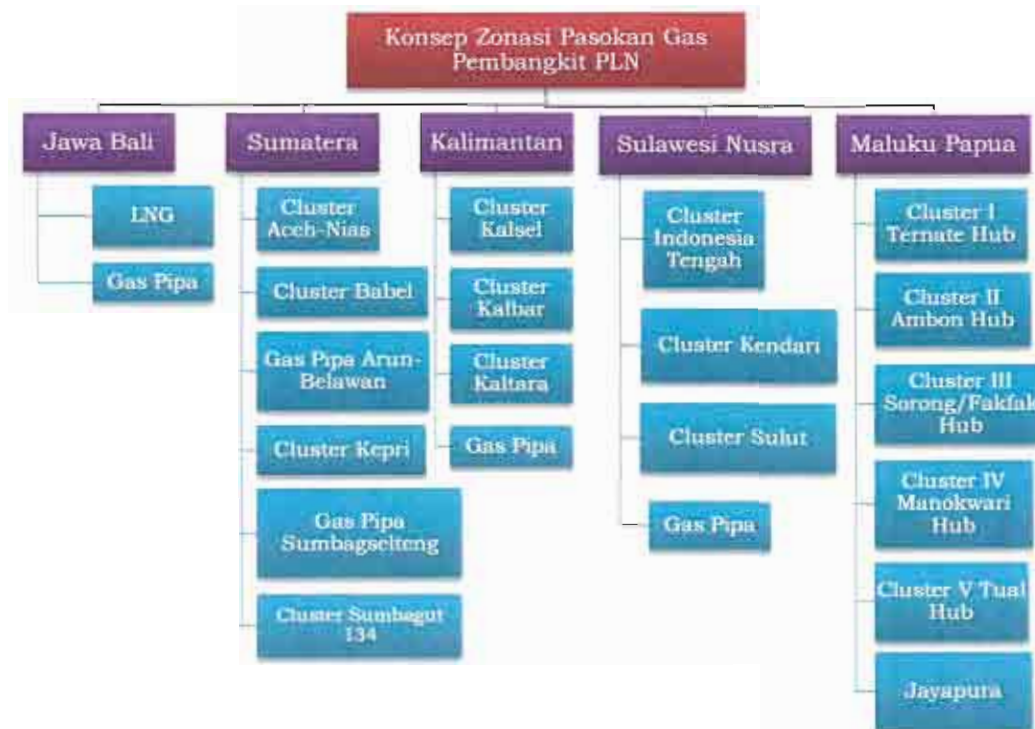 Konsep Zonasi Pasokan Gas
Pembangkit PLN
Jawa Bali
LNG
Gas Pipa
Sumatera
Cluster
Aceh-Nias
Cluster Babel
Gas Pipa Arun-
Belawan
Cluster Kepri
Gas Pipa
Sumbagselteng
Cluster Sumbagut
134
Kalimantan
Cluster
Kalsel
Cluster
Kalbar
Cluster
Kaltara
Gas Pipa
Sulawesi Nusra
Cluster
Indonesia
Tengah
Cluster Kendari
Cluster Sulut
Gas Pipa
Maluku Papua
Cluster I
Ternate Hub
Cluster II
Ambon Hub
Cluster III
Sorong/Fakfak
Hub
Cluster IV
Manokwari
Hub
Cluster V Tual
Hub
Jayapura